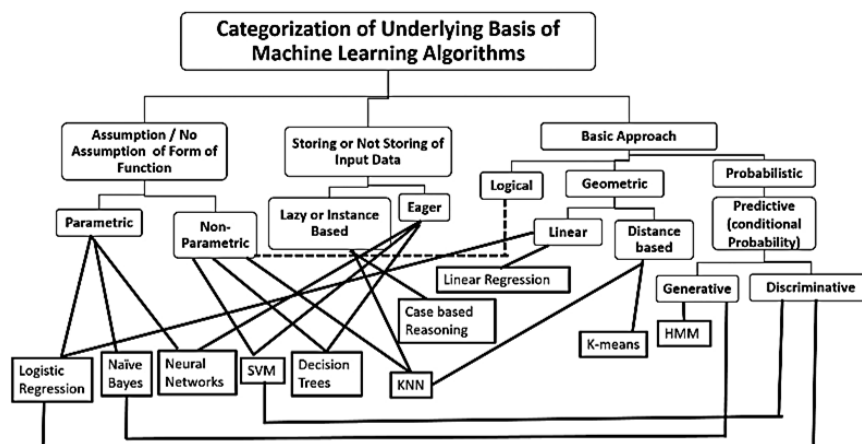 Categorization of Underlying Basis of
Machine Learning Algorithms
Assumption / No
Assumption of Form of
Function
Storing or Not Storing of
Input Data
Basic Approach
Logical
Geometric
Probabilistic
Parametric
Non-
Parametric
Lazy or Instance
Based
Eager
Linear
Distance
based
Predictive
(conditional
Probability)
Linear Regression
Case based
Reasoning
Generative
Discriminative
K-means
HMM
Logistic
Regression
Naïve
Bayes
Neural
Networks
SVM
Decision
Trees
KNN